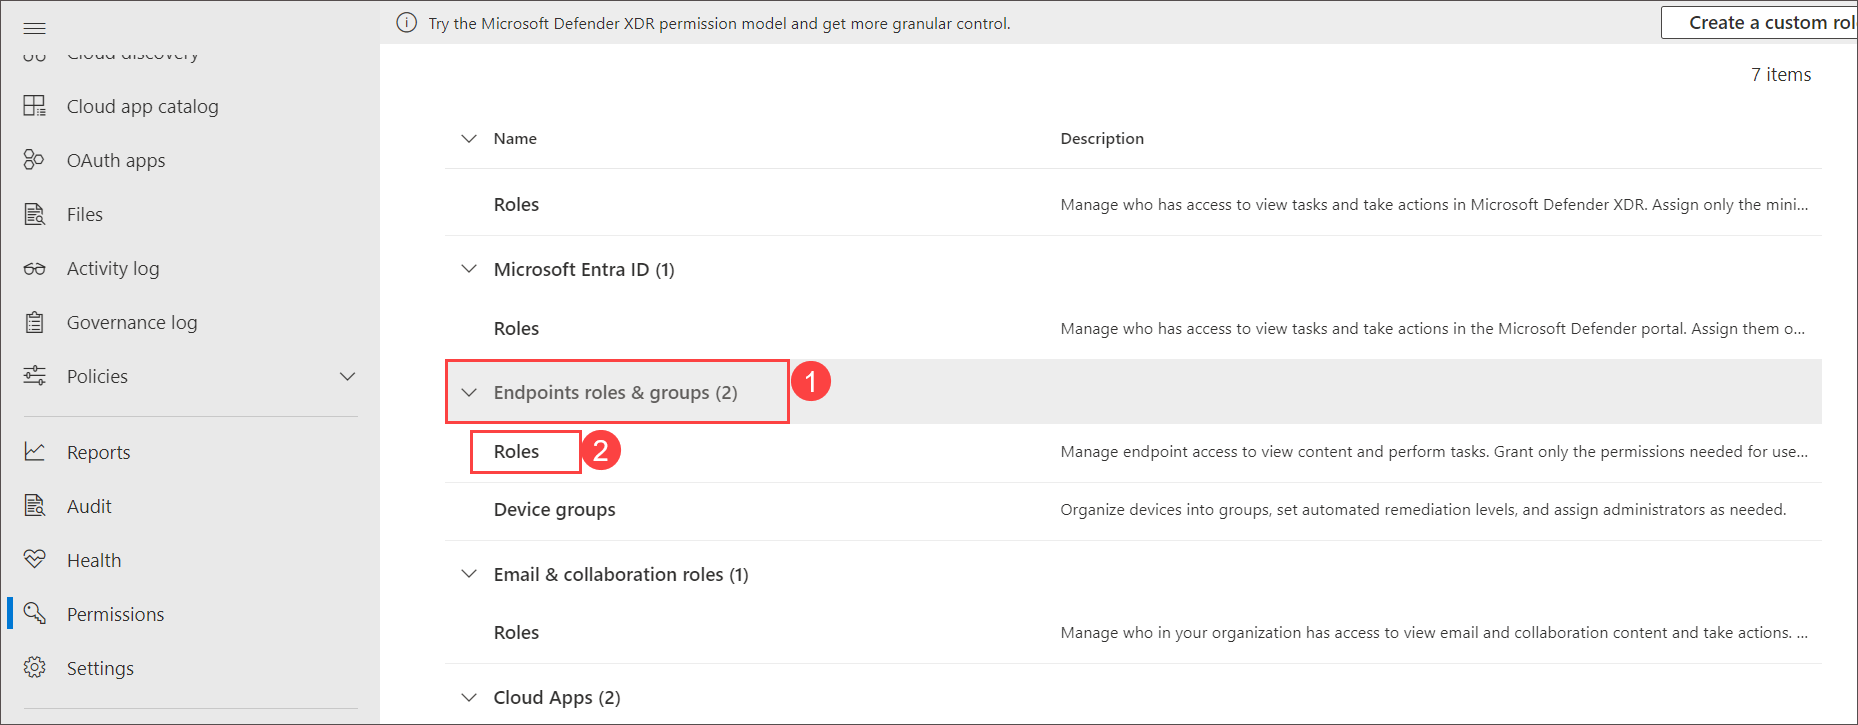 Try the Microsoft Defender XDR permission model and get more granular control.
Create a custom rol
Cloud discovery
Cloud app catalog
OAuth apps
Files
Activity log
Governance log
Policies
Reports
Audit
Health
Permissions
Settings
7 items
Name Description
Roles Manage who has access to view tasks and take actions in Microsoft Defender XDR. Assign only the mini...
Microsoft Entra ID (1)
Roles Manage who has access to view tasks and take actions in the Microsoft Defender portal. Assign them o...
Endpoints roles & groups (2) 1
Roles 2 Manage endpoint access to view content and perform tasks. Grant only the permissions needed for use...
Device groups Organize devices into groups, set automated remediation levels, and assign administrators as needed.
Email & collaboration roles (1)
Roles Manage who in your organization has access to view email and collaboration content and take actions. ...
Cloud Apps (2)